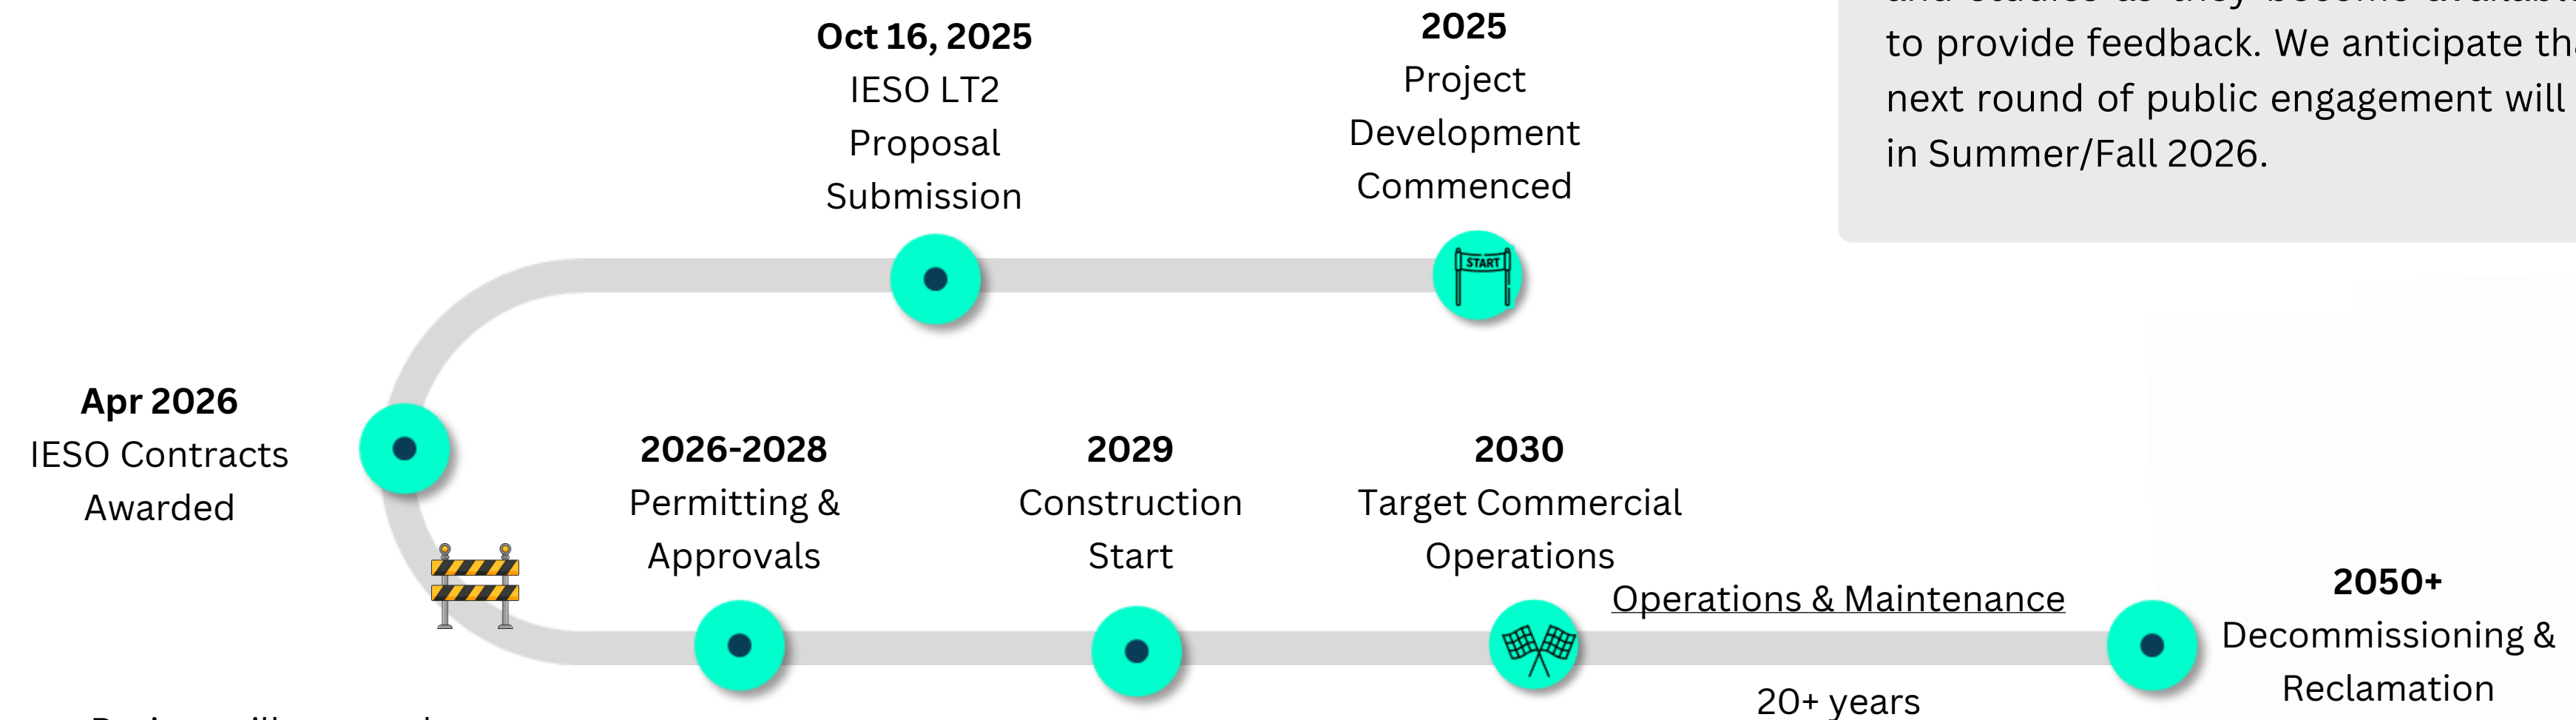 Oct 16, 2025
IESO LT2
Proposal
Submission
2025
Project
Development
Commenced
START
to provide feedback. We anticipate
next round of public engagement will
in Summer/Fall 2026.
Apr 2026
IESO Contracts
Awarded
2026-2028
Permitting &
Approvals
2029
Construction
Start
2030
Target Commercial
Operations
Operations & Maintenance
20+ years
2050+
Decommissioning &
Reclamation